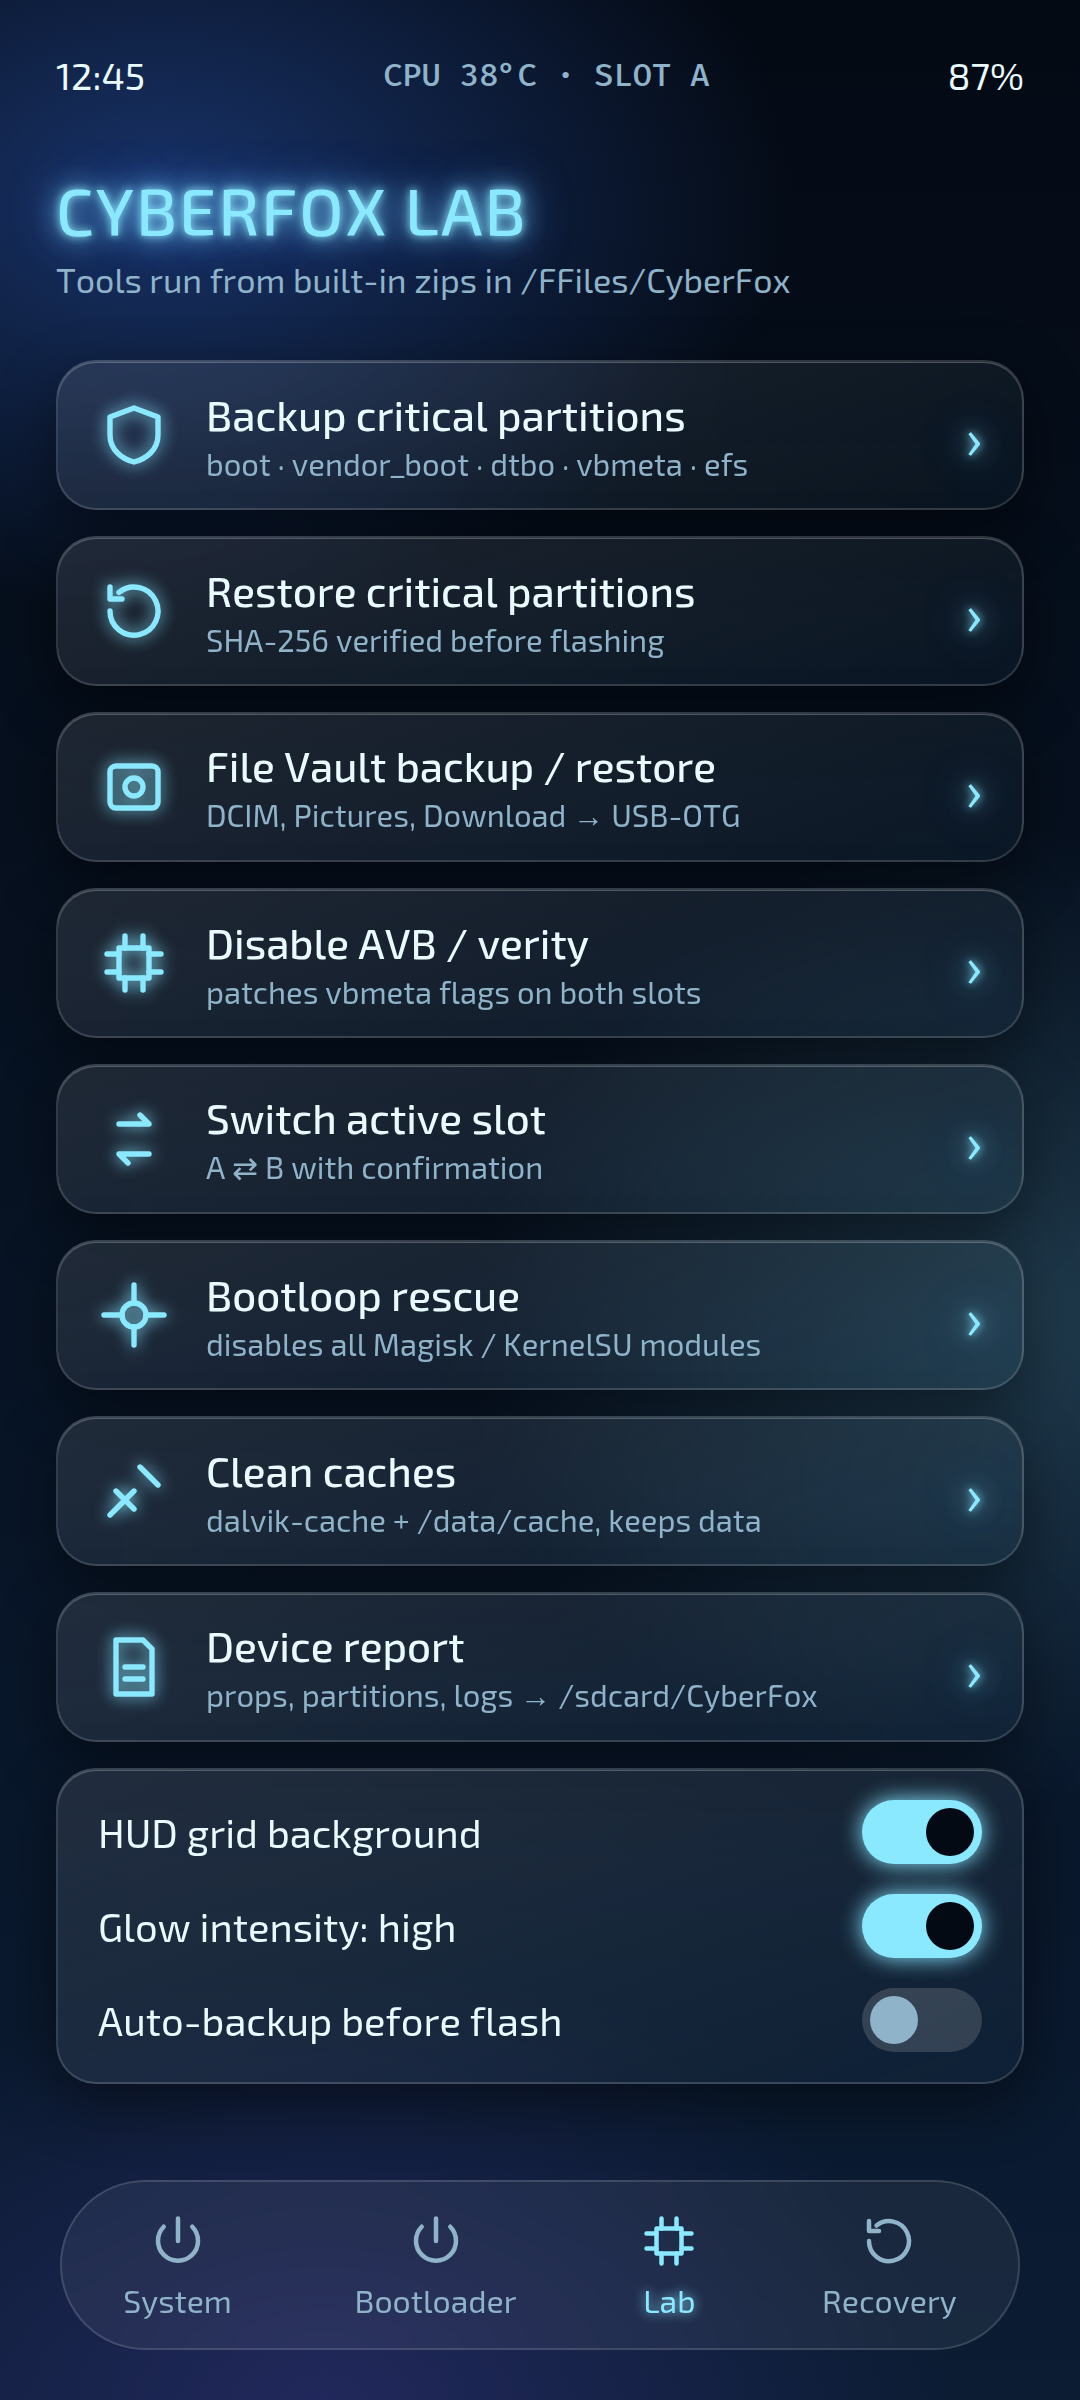 12:45 CPU 38°C · SLOT A 87%
CYBERFOX LAB
Tools run from built-in zips in /FFiles/CyberFox
Backup critical partitions
boot · vendor_boot · dtbo · vbmeta · efs
Restore critical partitions
SHA-256 verified before flashing
File Vault backup / restore
DCIM, Pictures, Download → USB-OTG
Disable AVB / verity
patches vbmeta flags on both slots
Switch active slot
A ⇄ B with confirmation
Bootloop rescue
disables all Magisk / KernelSU modules
Clean caches
dalvik-cache + /data/cache, keeps data
Device report
props, partitions, logs → /sdcard/CyberFox
HUD grid background
Glow intensity: high
Auto-backup before flash
System Bootloader Lab Recovery